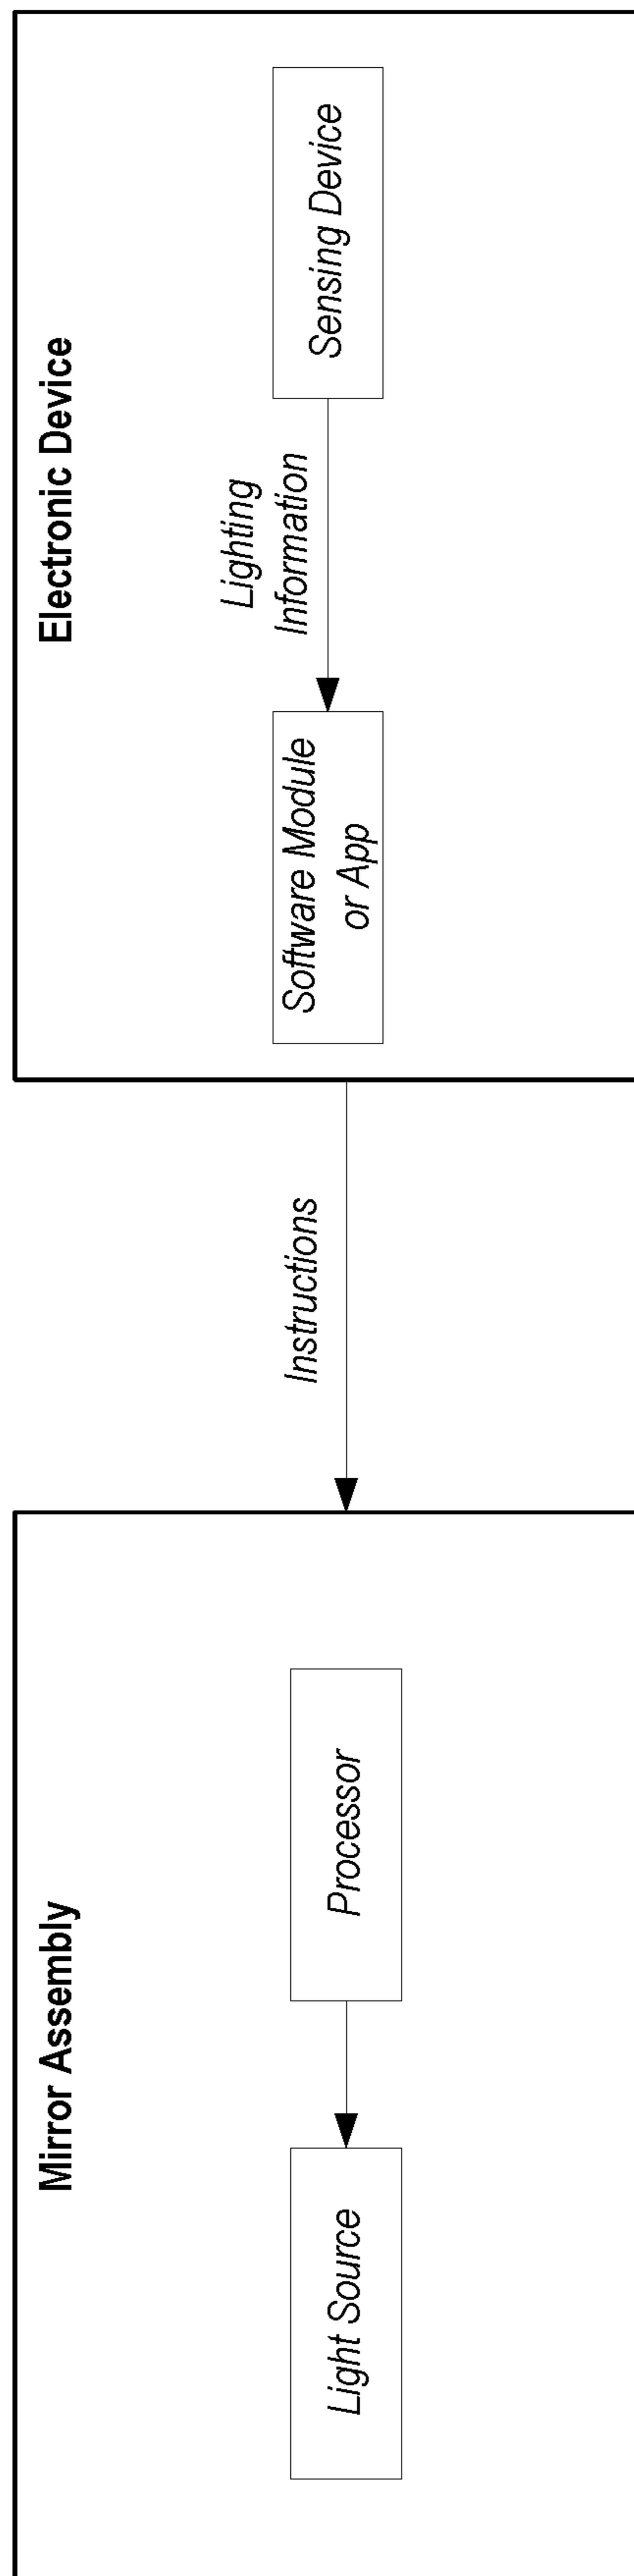 Mirror Assembly
Light Source
Processor
Instructions
Electronic Device
Software Module
or App
Lighting
Information
Sensing Device